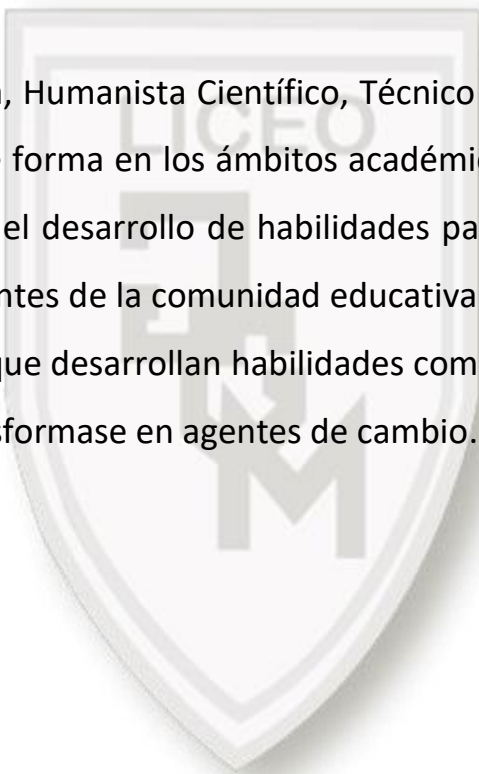 LICEO
, Humanista Científico, Técnico
forma en los ámbitos académi
el desarrollo de habilidades pa
ntes de la comunidad educativa
que desarrollan habilidades com
sformase en agentes de cambio.
JM